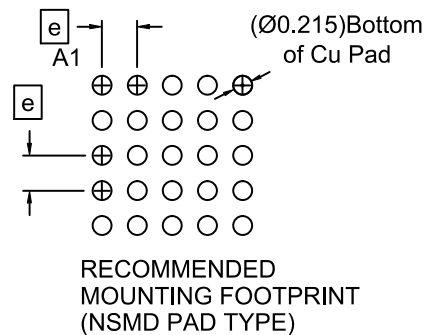 e
A1
(Ø0.215)Bottom
of Cu Pad
e
RECOMMENDED
MOUNTING FOOTPRINT
(NSMD PAD TYPE)